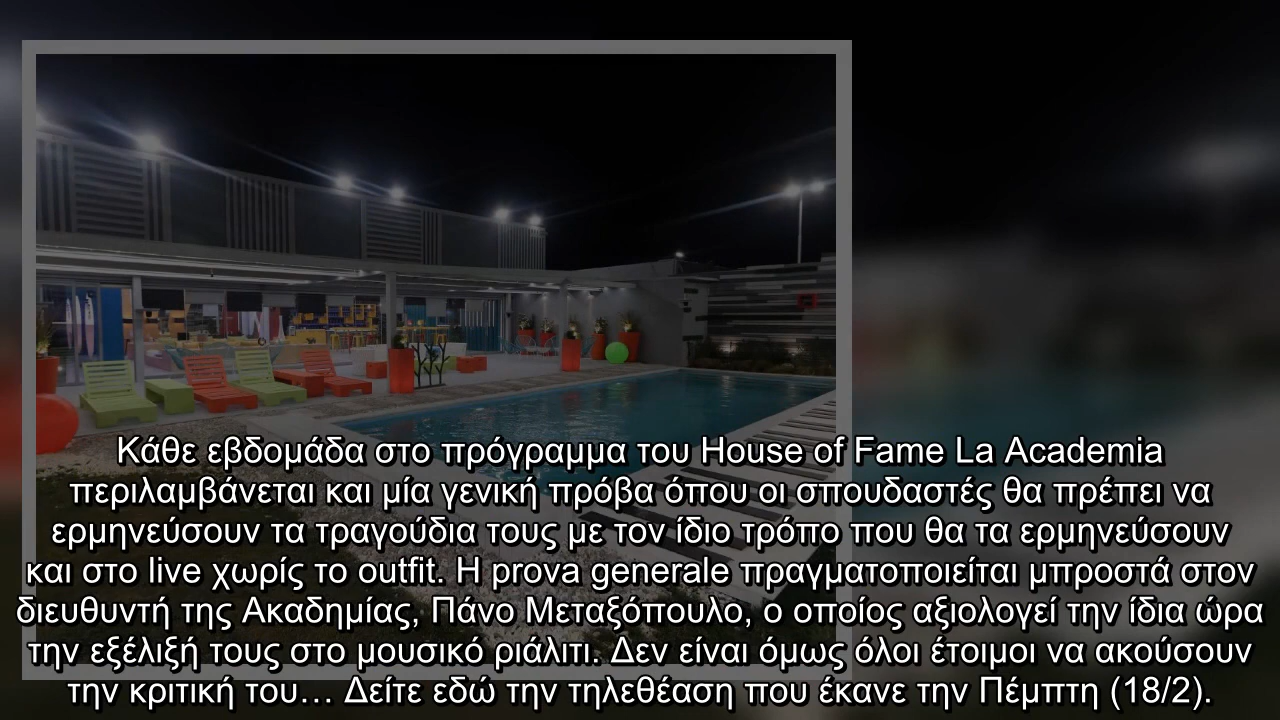 Κάθε εβδομάδα στο πρόγραμμα του House of Fame La Academia
περιλαμβάνεται και μία γενική πρόβα όπου οι σπουδαστές θα πρέπει να
ερμηνεύσουν τα τραγούδια τους με τον ίδιο τρόπο που θα τα ερμηνεύσουν
και στο live χωρίς το outfit. Η prova generale πραγματοποιείται μπροστά στον
διευθυντή της Ακαδημίας, Πάνο Μεταξόπουλο, ο οποίος αξιολογεί την ίδια ώρα
την εξέλιξή τους στο μουσικό ριάλιτι. Δεν είναι όμως όλοι έτοιμοι να ακούσουν
την κριτική του… Δείτε εδώ την τηλεθέαση που έκανε την Πέμπτη (18/2).